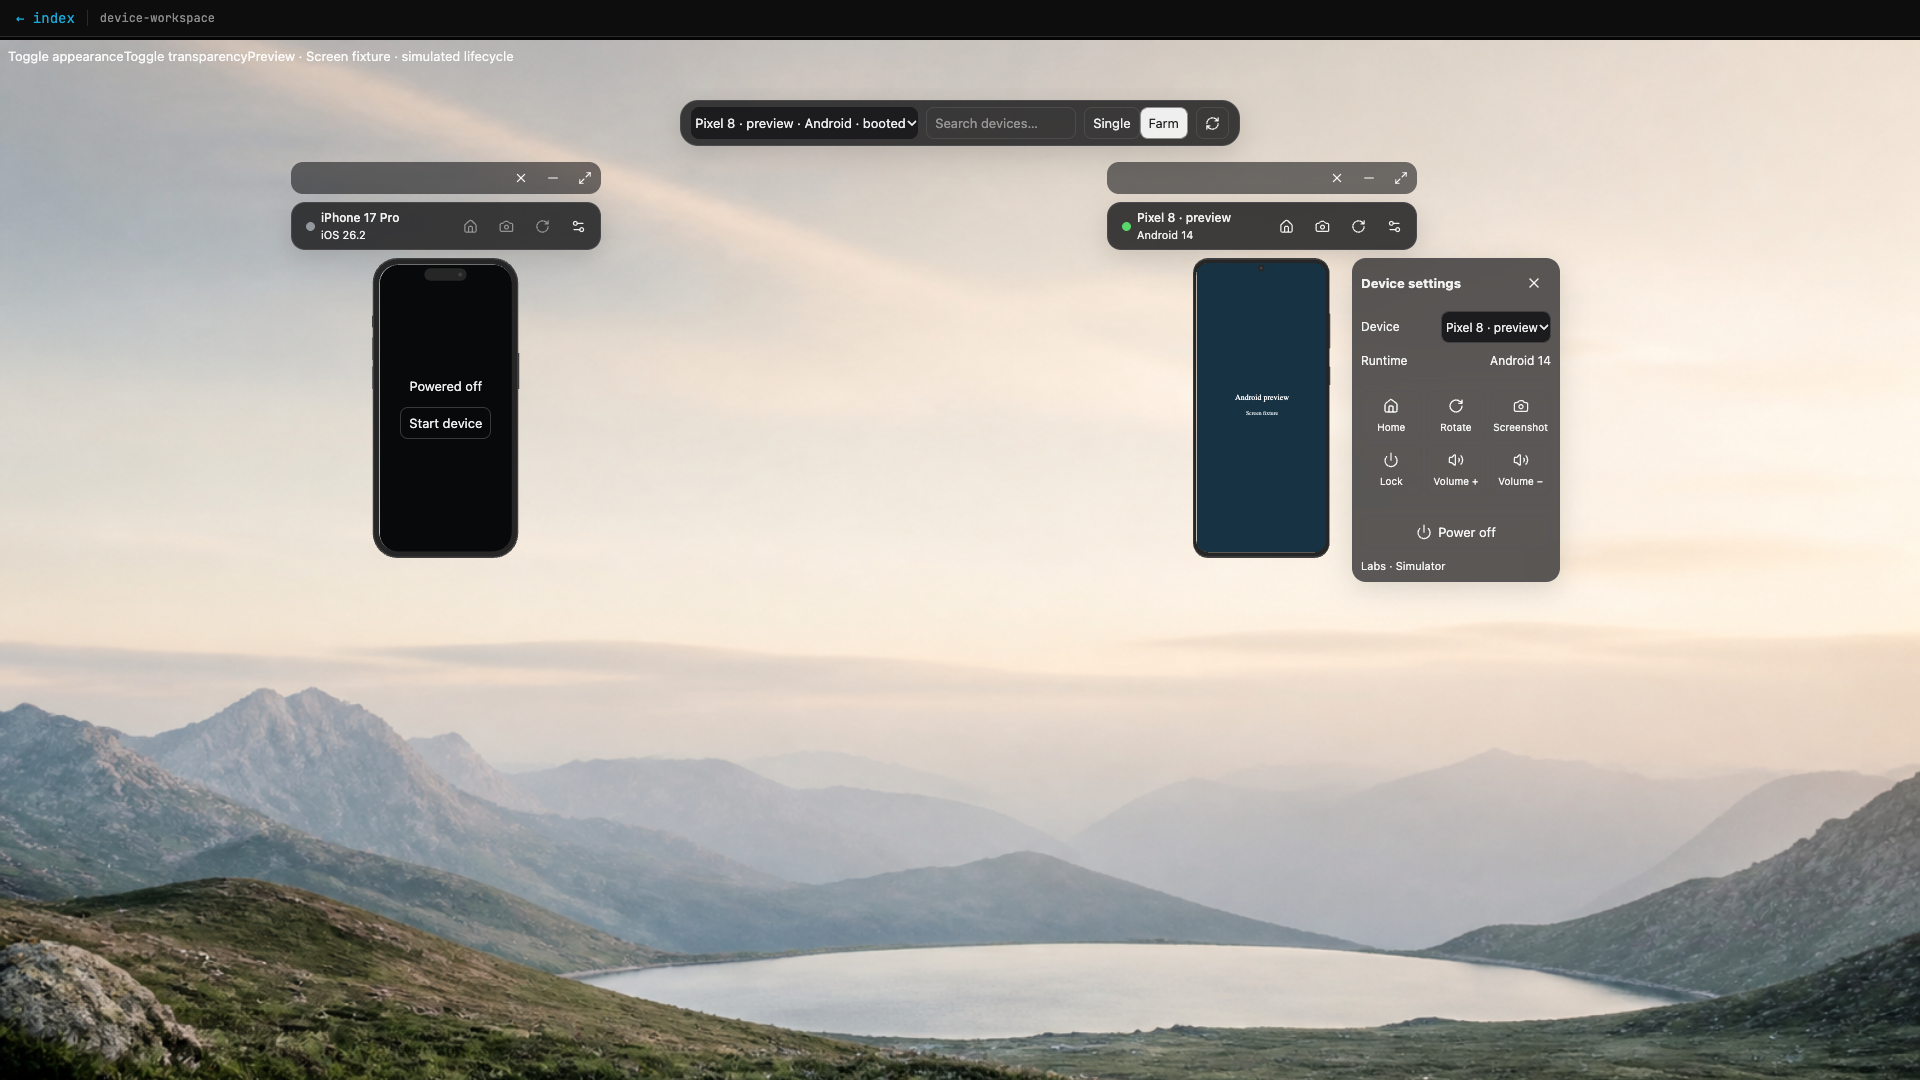 ← index device-workspace
Toggle appearanceToggle transparencyPreview · Screen fixture · simulated lifecycle
Pixel 8 · preview · Android · booted Search devices... Single Farm
iPhone 17 Pro
iOS 26.2
Powered off
Start device
Pixel 8 · preview
Android 14
Android preview
Screen fixture
Device settings
Device Pixel 8 · preview
Runtime Android 14
Home Rotate Screenshot
Lock Volume + Volume −
Power off
Labs · Simulator